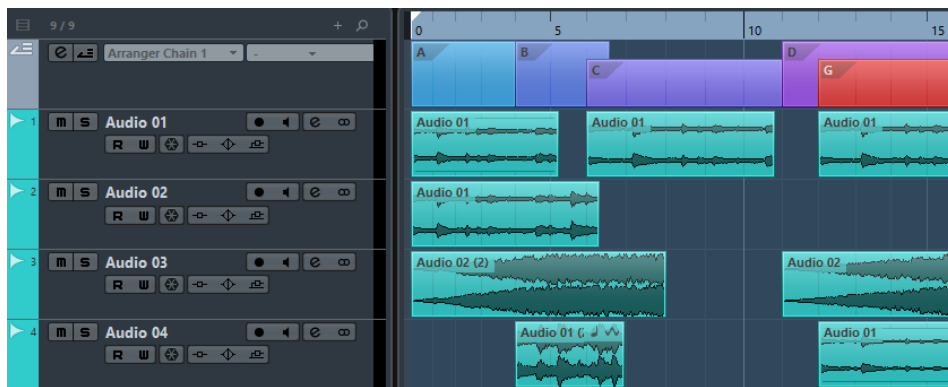 9/9
0 5 10 15
e Arranger Chain 1 -
A B C D G
1 m S Audio 01 e
R W
Audio 01 Audio 01 Audio 01
2 m S Audio 02 e
R W
Audio 01
3 m S Audio 03 e
R W
Audio 02 (2) Audio 02
4 m S Audio 04 e
R W
Audio 01 Audio 01